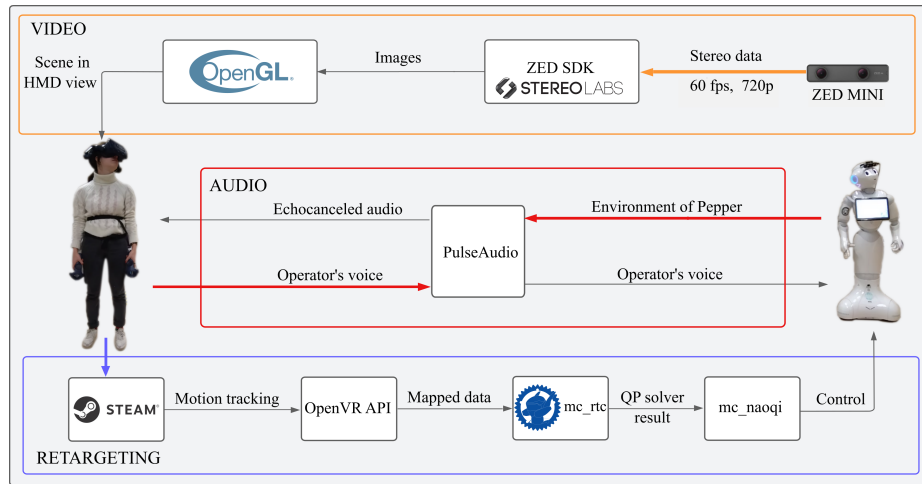 VIDEO
Scene in
HMD view
OpenGL®
Images
ZED SDK
STEREOLABS
Stereo data
60 fps, 720p
ZED MINI
AUDIO
Echocanceled audio
Environment of Pepper
PulseAudio
Operator's voice
Operator's voice
STEAM®
Motion tracking
OpenVR API
Mapped data
mc_rtc
QP solver
result
mc_naoqi
Control
RETARGETING